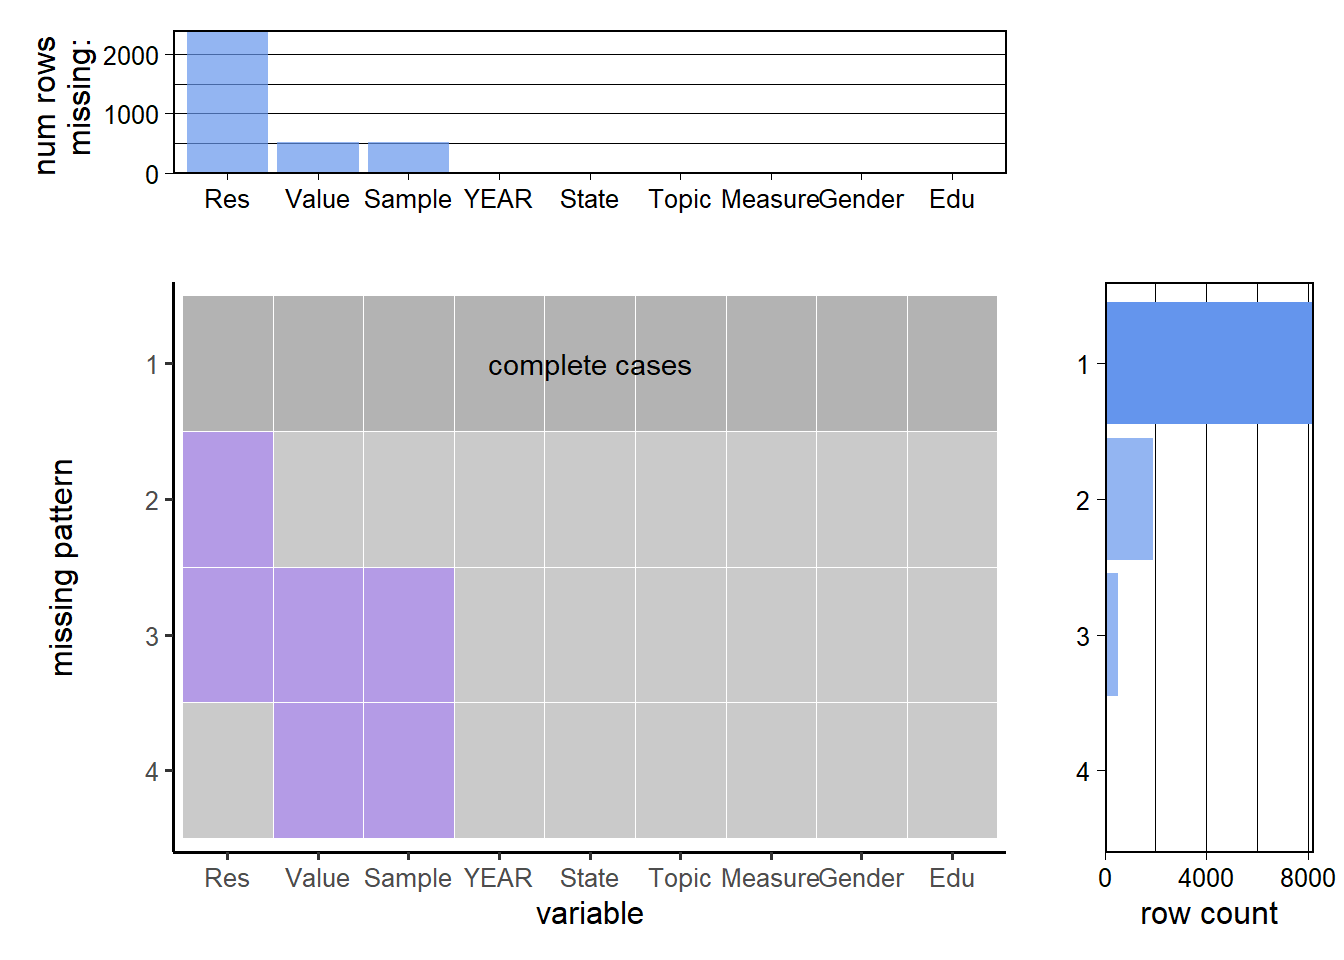 num rows
missing:
2000
1000
0
Res Value Sample YEAR State Topic Measure Gender Edu
missing pattern
1
2
3
4
complete cases
Res Value Sample YEAR State Topic Measure Gender Edu
variable
1
2
3
4
0 4000 8000
row count